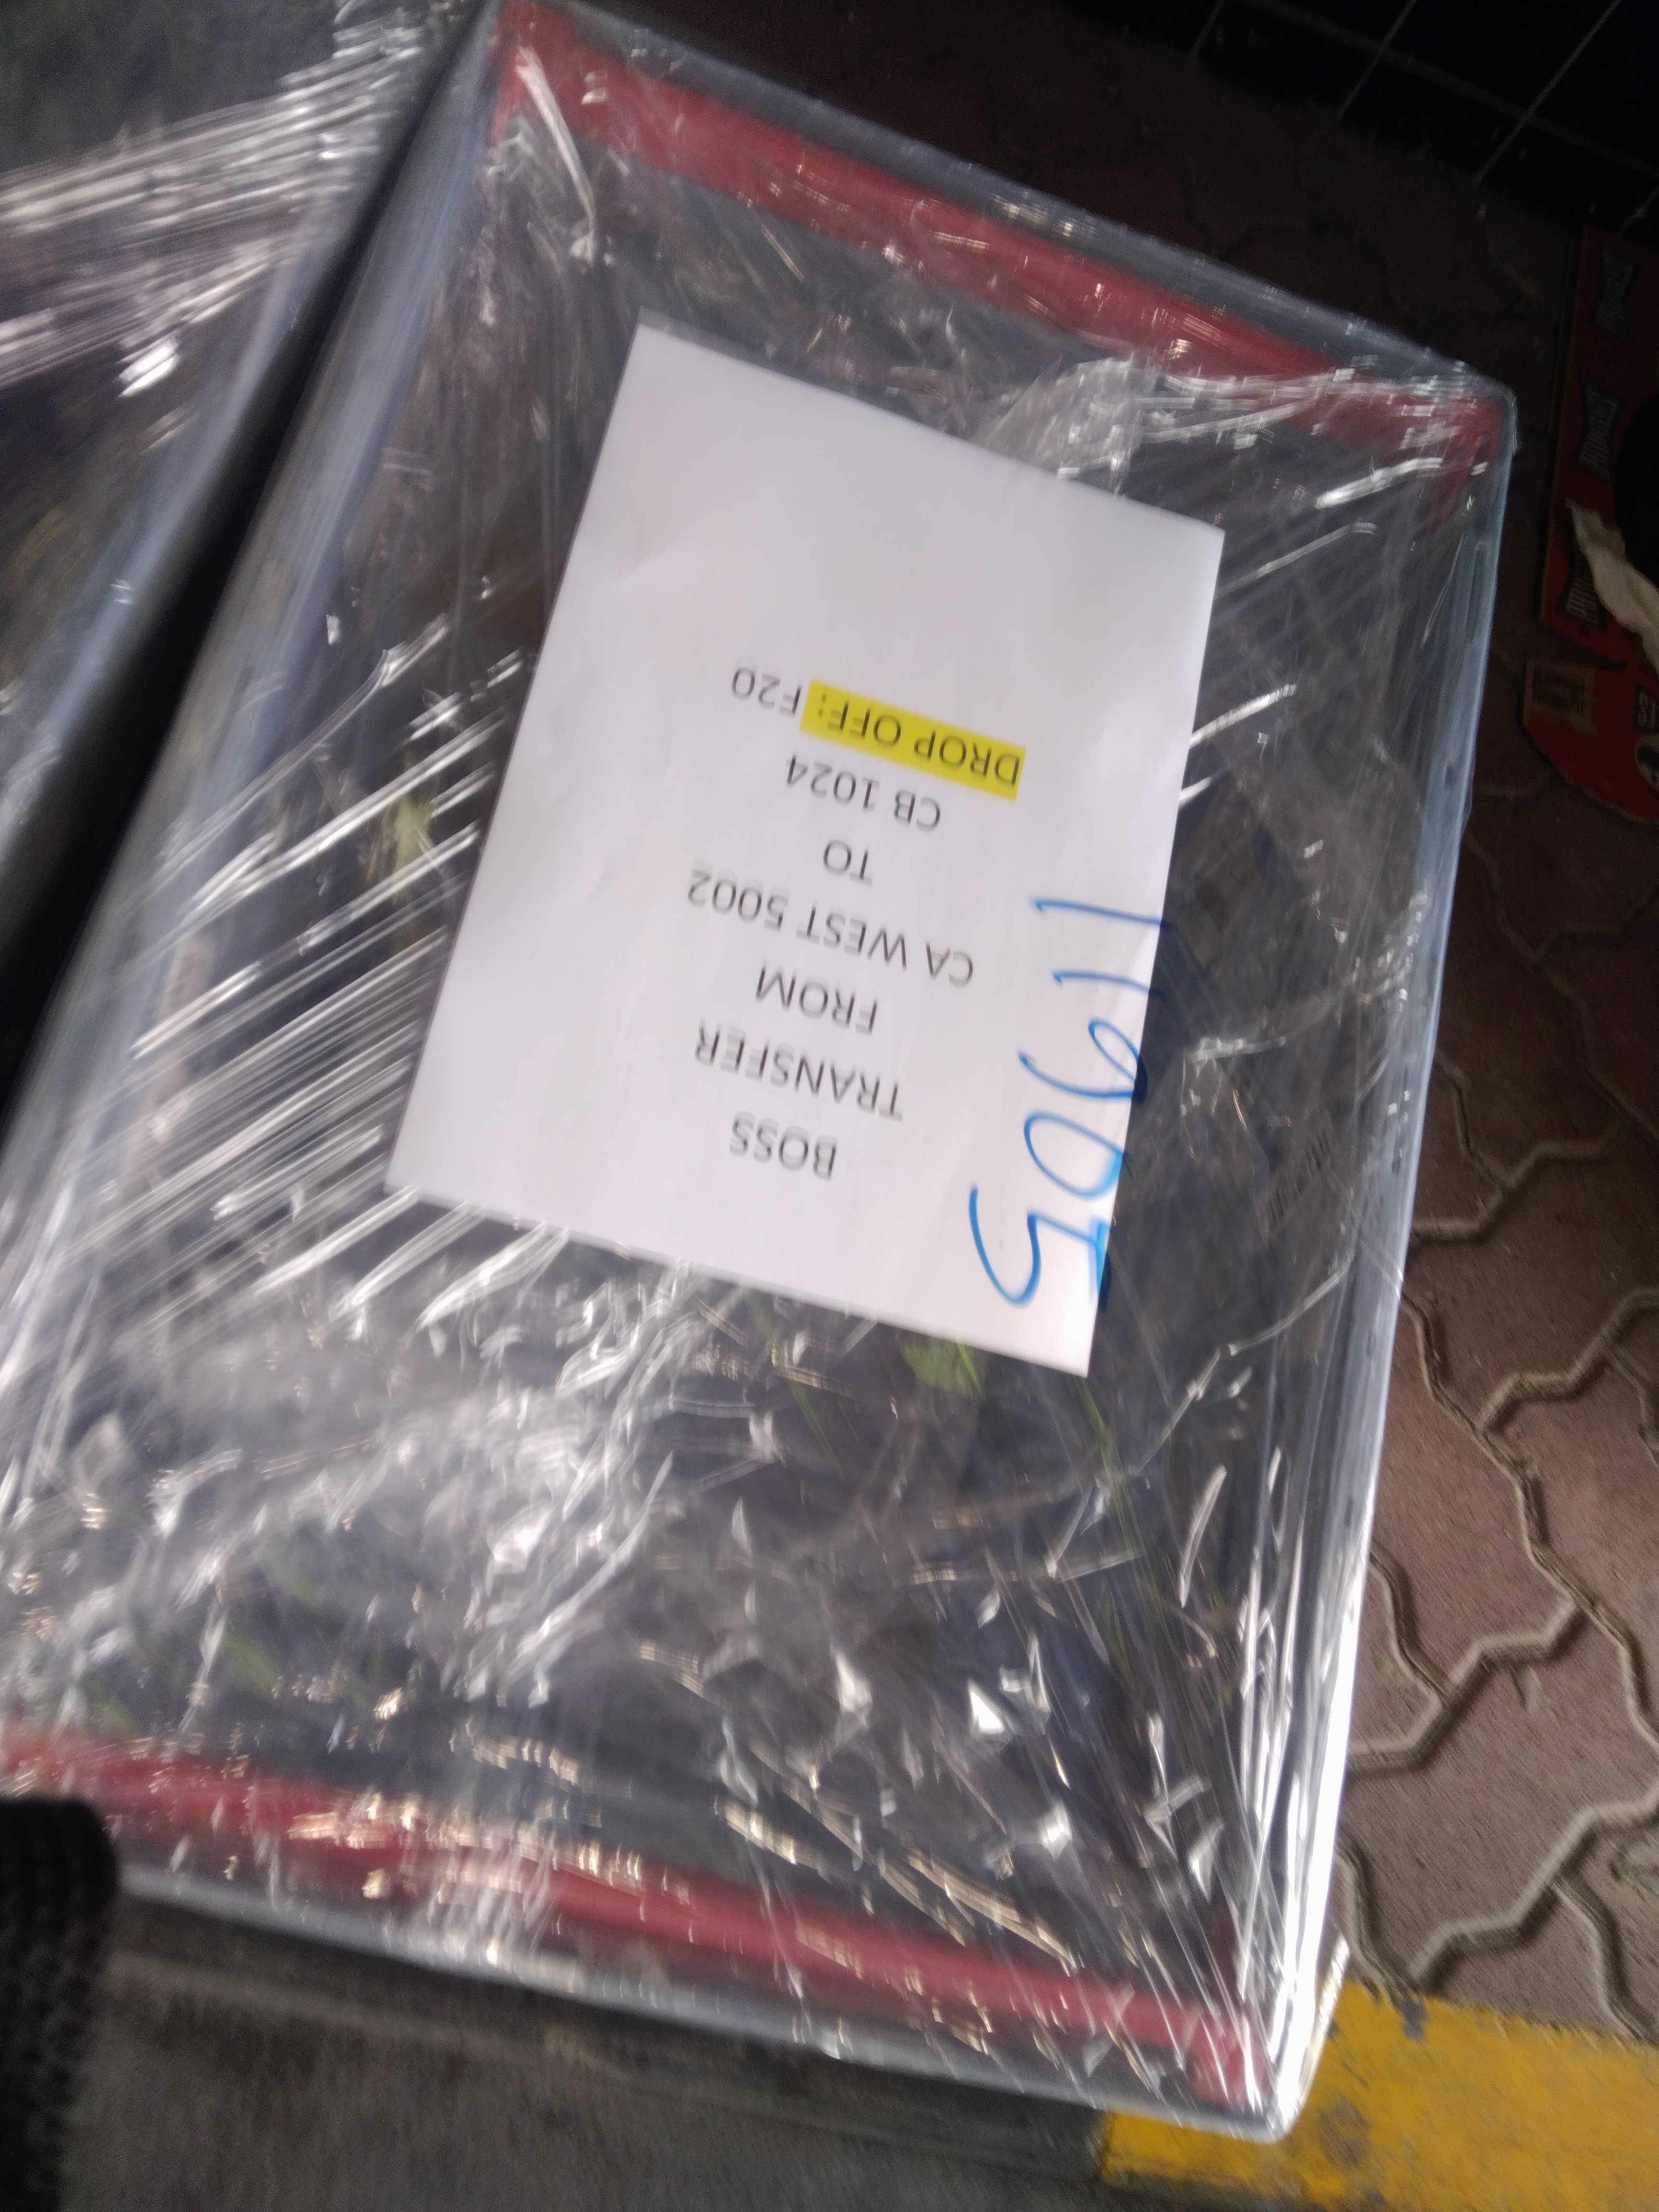 BOSS
TRANSFER
FROM
CA WEST 5002
TO
CB 1024
DROP OFF: F20
11905